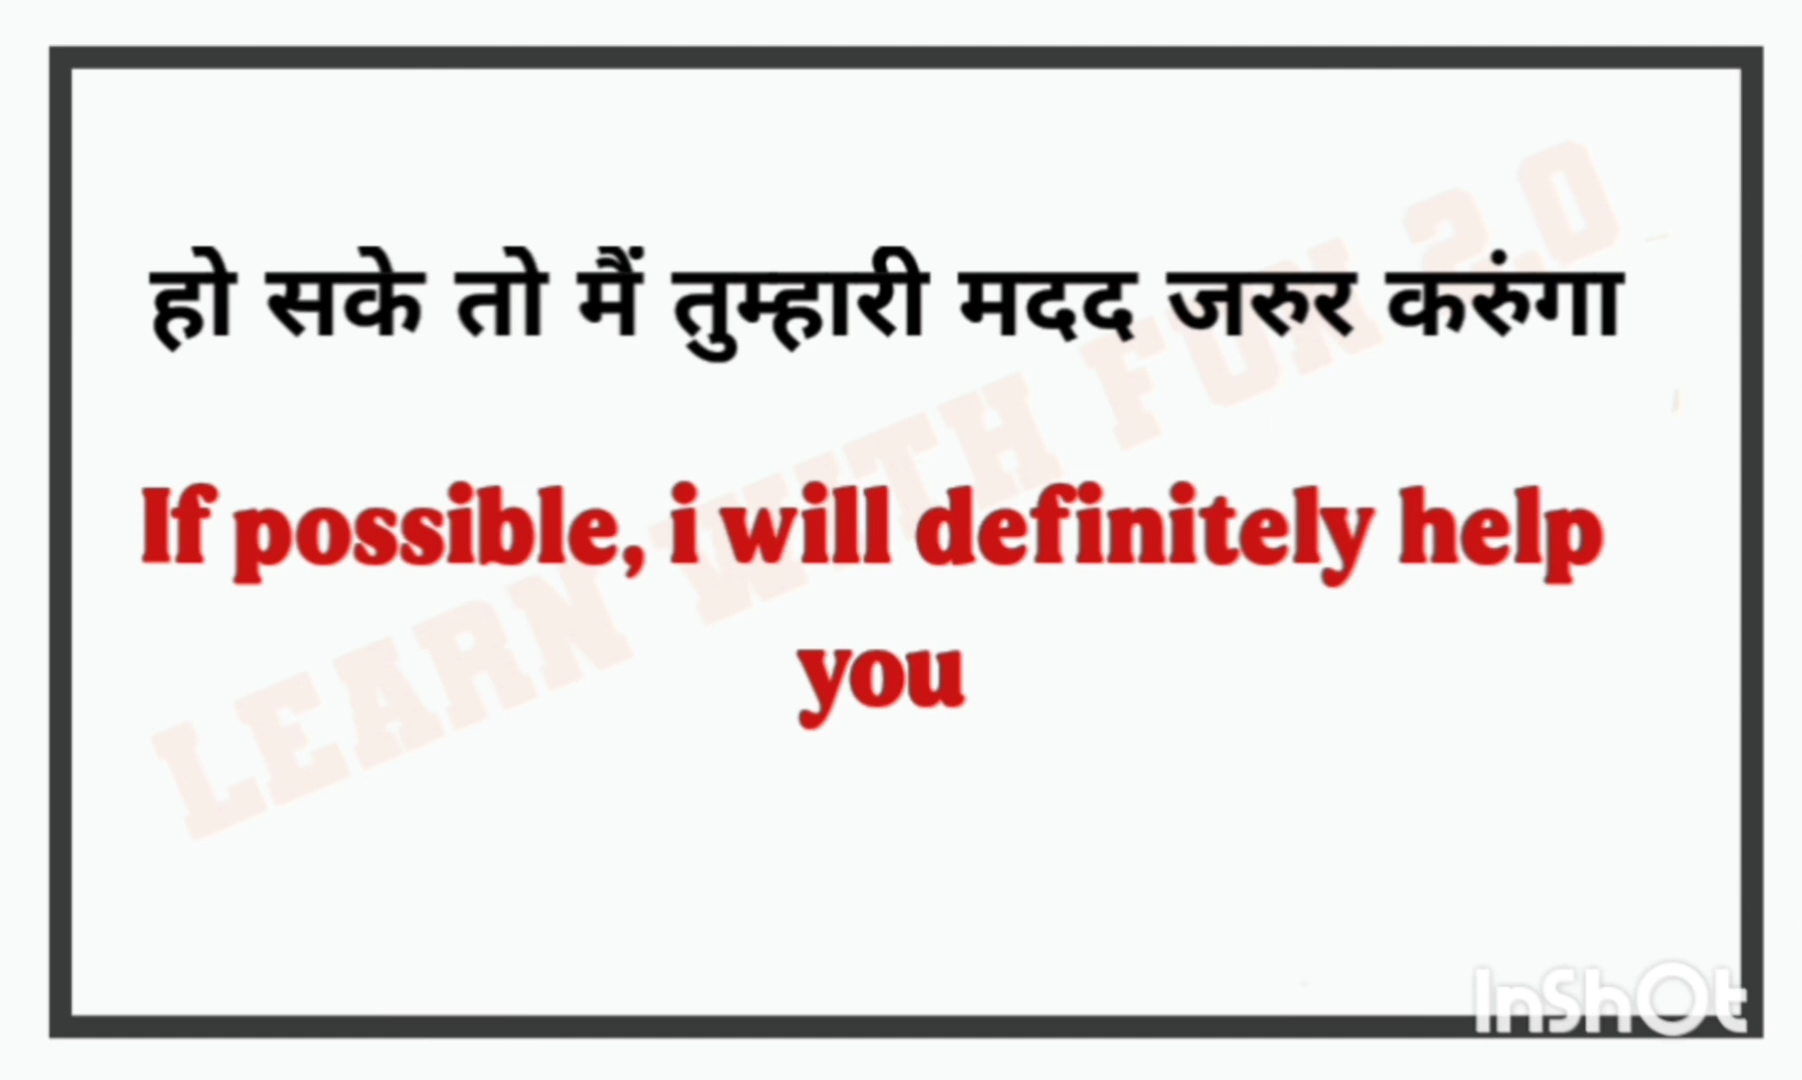 हो सके तो मैं तुम्हारी मदद जरुर करुंगा
If possible, i will definitely help
you
LEARN WITH FUN 2.0
InShOt